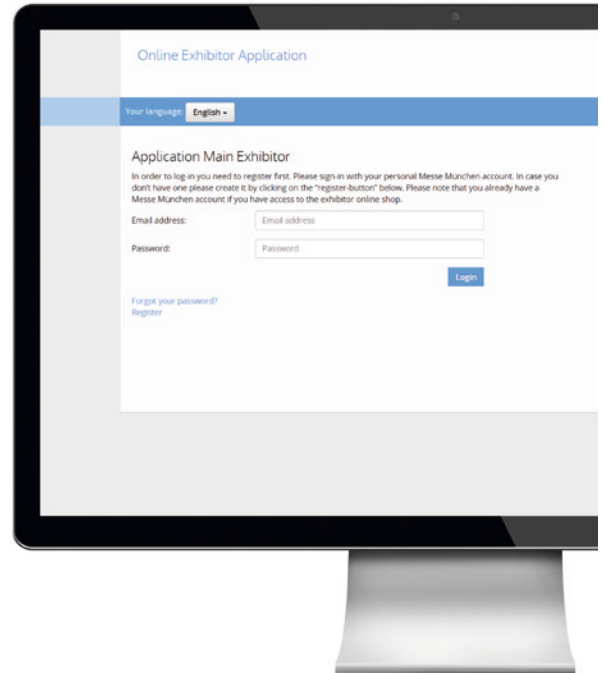 Online Exhibitor Application
Your language: English
Application Main Exhibitor
In order to log-in you need to register first. Please sign-in with your personal Messe München account. In case you
don't have one please create it by clicking on the "register-button" below. Please note that you already have a
Messe München account if you have access to the exhibitor online shop.
Email address: Email address
Password: Password
Login
Forgot your password?
Register